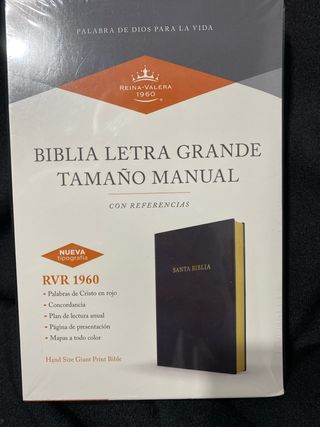 PALABRA DE DIOS PARA LA VIDA
REINA-VALERA
1960
®
BIBLIA LETRA GRANDE
TAMAÑO MANUAL
CON REFERENCIAS
NUEVA
tipografía
RVR 1960
• Palabras de Cristo en rojo
• Concordancia
• Plan de lectura anual
• Página de presentación
• Mapas a todo color
Hand Size Giant Print Bible
SANTA BIBLIA